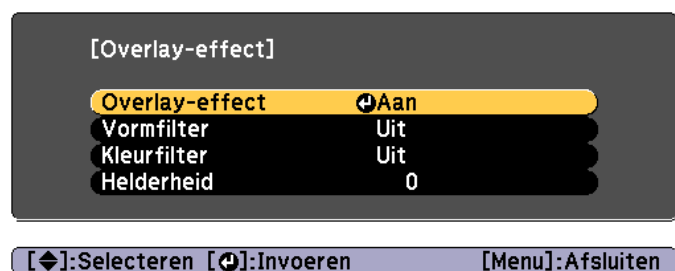 [Overlay-effect]
Overlay-effect Aan
Vormfilter Uit
Kleurfilter Uit
Helderheid 0
[◆]:Selecteren [↵]:Invoeren [Menu]:Afsluiten